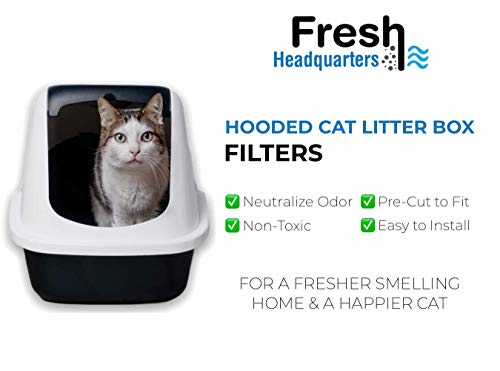 Fresh
Headquarters
HOODED CAT LITTER BOX
FILTERS
Neutralize Odor
Pre-Cut to Fit
Non-Toxic
Easy to Install
FOR A FRESHER SMELLING
HOME & A HAPPIER CAT